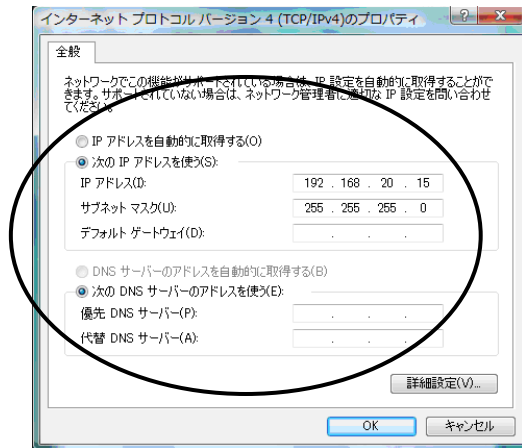 インターネット プロトコル バージョン 4 (TCP/IPv4)のプロパティ
全般
ネットワークでこの機能がサポートされている場合は、IP 設定を自動的に取得することがで
きます。サポートされていない場合は、ネットワーク管理者に適切な IP 設定を問い合わせ
てください。
IP アドレスを自動的に取得する(O)
次の IP アドレスを使う(S):
IP アドレス(I): 192 . 168 . 20 . 15
サブネット マスク(U): 255 . 255 . 255 . 0
デフォルト ゲートウェイ(D): . . .
DNS サーバーのアドレスを自動的に取得する(B)
次の DNS サーバーのアドレスを使う(E):
優先 DNS サーバー(P): . . .
代替 DNS サーバー(A): . . .
詳細設定(V)...
OK キャンセル